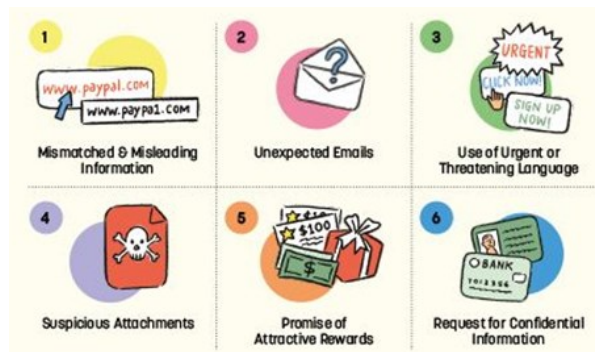 1
www.paypal.com
www.paypa1.com
Mismatched & Misleading
Information
2
?
Unexpected Emails
3
URGENT
CLICK NOW!
SIGN UP
NOW!
Use of Urgent or
Threatening Language
4
Suspicious Attachments
5
$100
$
Promise of
Attractive Rewards
6
BANK
Request for Confidential
Information